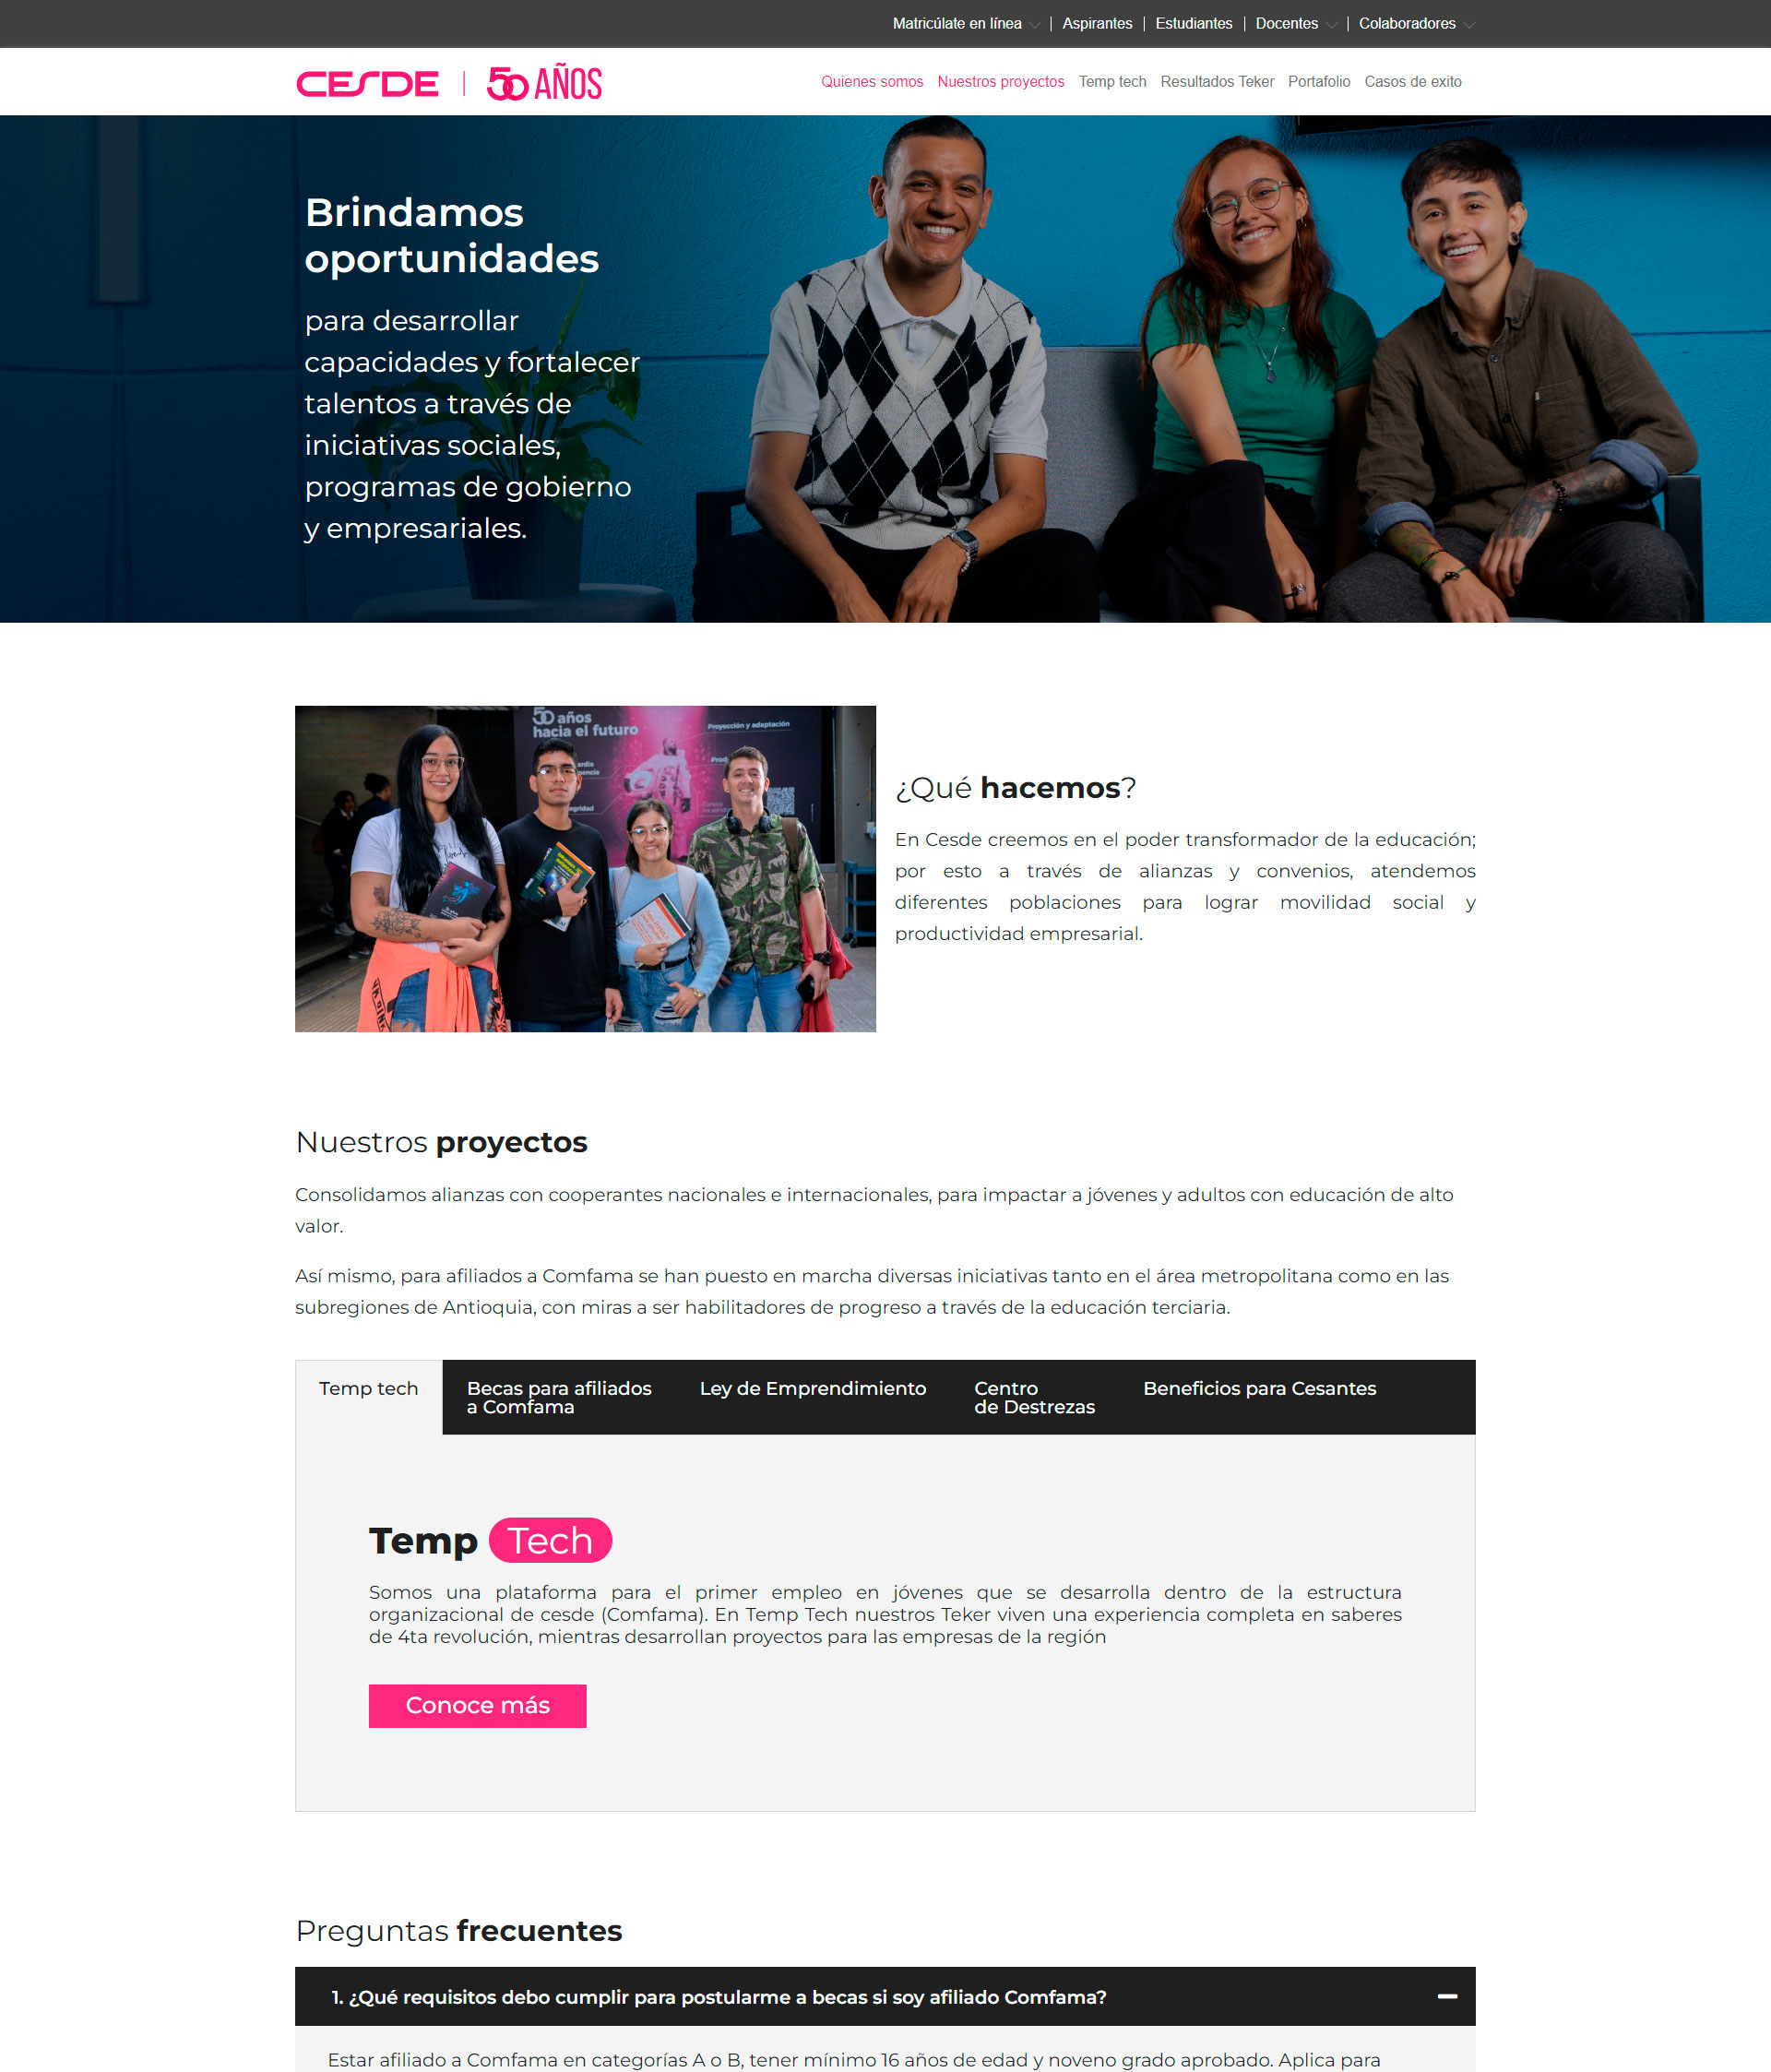 Matricúlate en línea | Aspirantes | Estudiantes | Docentes | Colaboradores
CESDE | 50 AÑOS
Quienes somos Nuestros proyectos Temp tech Resultados Teker Portafolio Casos de exito
Brindamos
oportunidades
para desarrollar
capacidades y fortalecer
talentos a través de
iniciativas sociales,
programas de gobierno
y empresariales.
50 años
hacia el futuro
Proyección y adaptación
¿Qué hacemos?
En Cesde creemos en el poder transformador de la educación;
por esto a través de alianzas y convenios, atendemos
diferentes poblaciones para lograr movilidad social y
productividad empresarial.
Nuestros proyectos
Consolidamos alianzas con cooperantes nacionales e internacionales, para impactar a jóvenes y adultos con educación de alto
valor.
Así mismo, para afiliados a Comfama se han puesto en marcha diversas iniciativas tanto en el área metropolitana como en las
subregiones de Antioquia, con miras a ser habilitadores de progreso a través de la educación terciaria.
Temp tech
Becas para afiliados
a Comfama
Ley de Emprendimiento
Centro
de Destrezas
Beneficios para Cesantes
Temp Tech
Somos una plataforma para el primer empleo en jóvenes que se desarrolla dentro de la estructura
organizacional de cesde (Comfama). En Temp Tech nuestros Teker viven una experiencia completa en saberes
de 4ta revolución, mientras desarrollan proyectos para las empresas de la región
Conoce más
Preguntas frecuentes
1. ¿Qué requisitos debo cumplir para postularme a becas si soy afiliado Comfama?
Estar afiliado a Comfama en categorías A o B, tener mínimo 16 años de edad y noveno grado aprobado. Aplica para